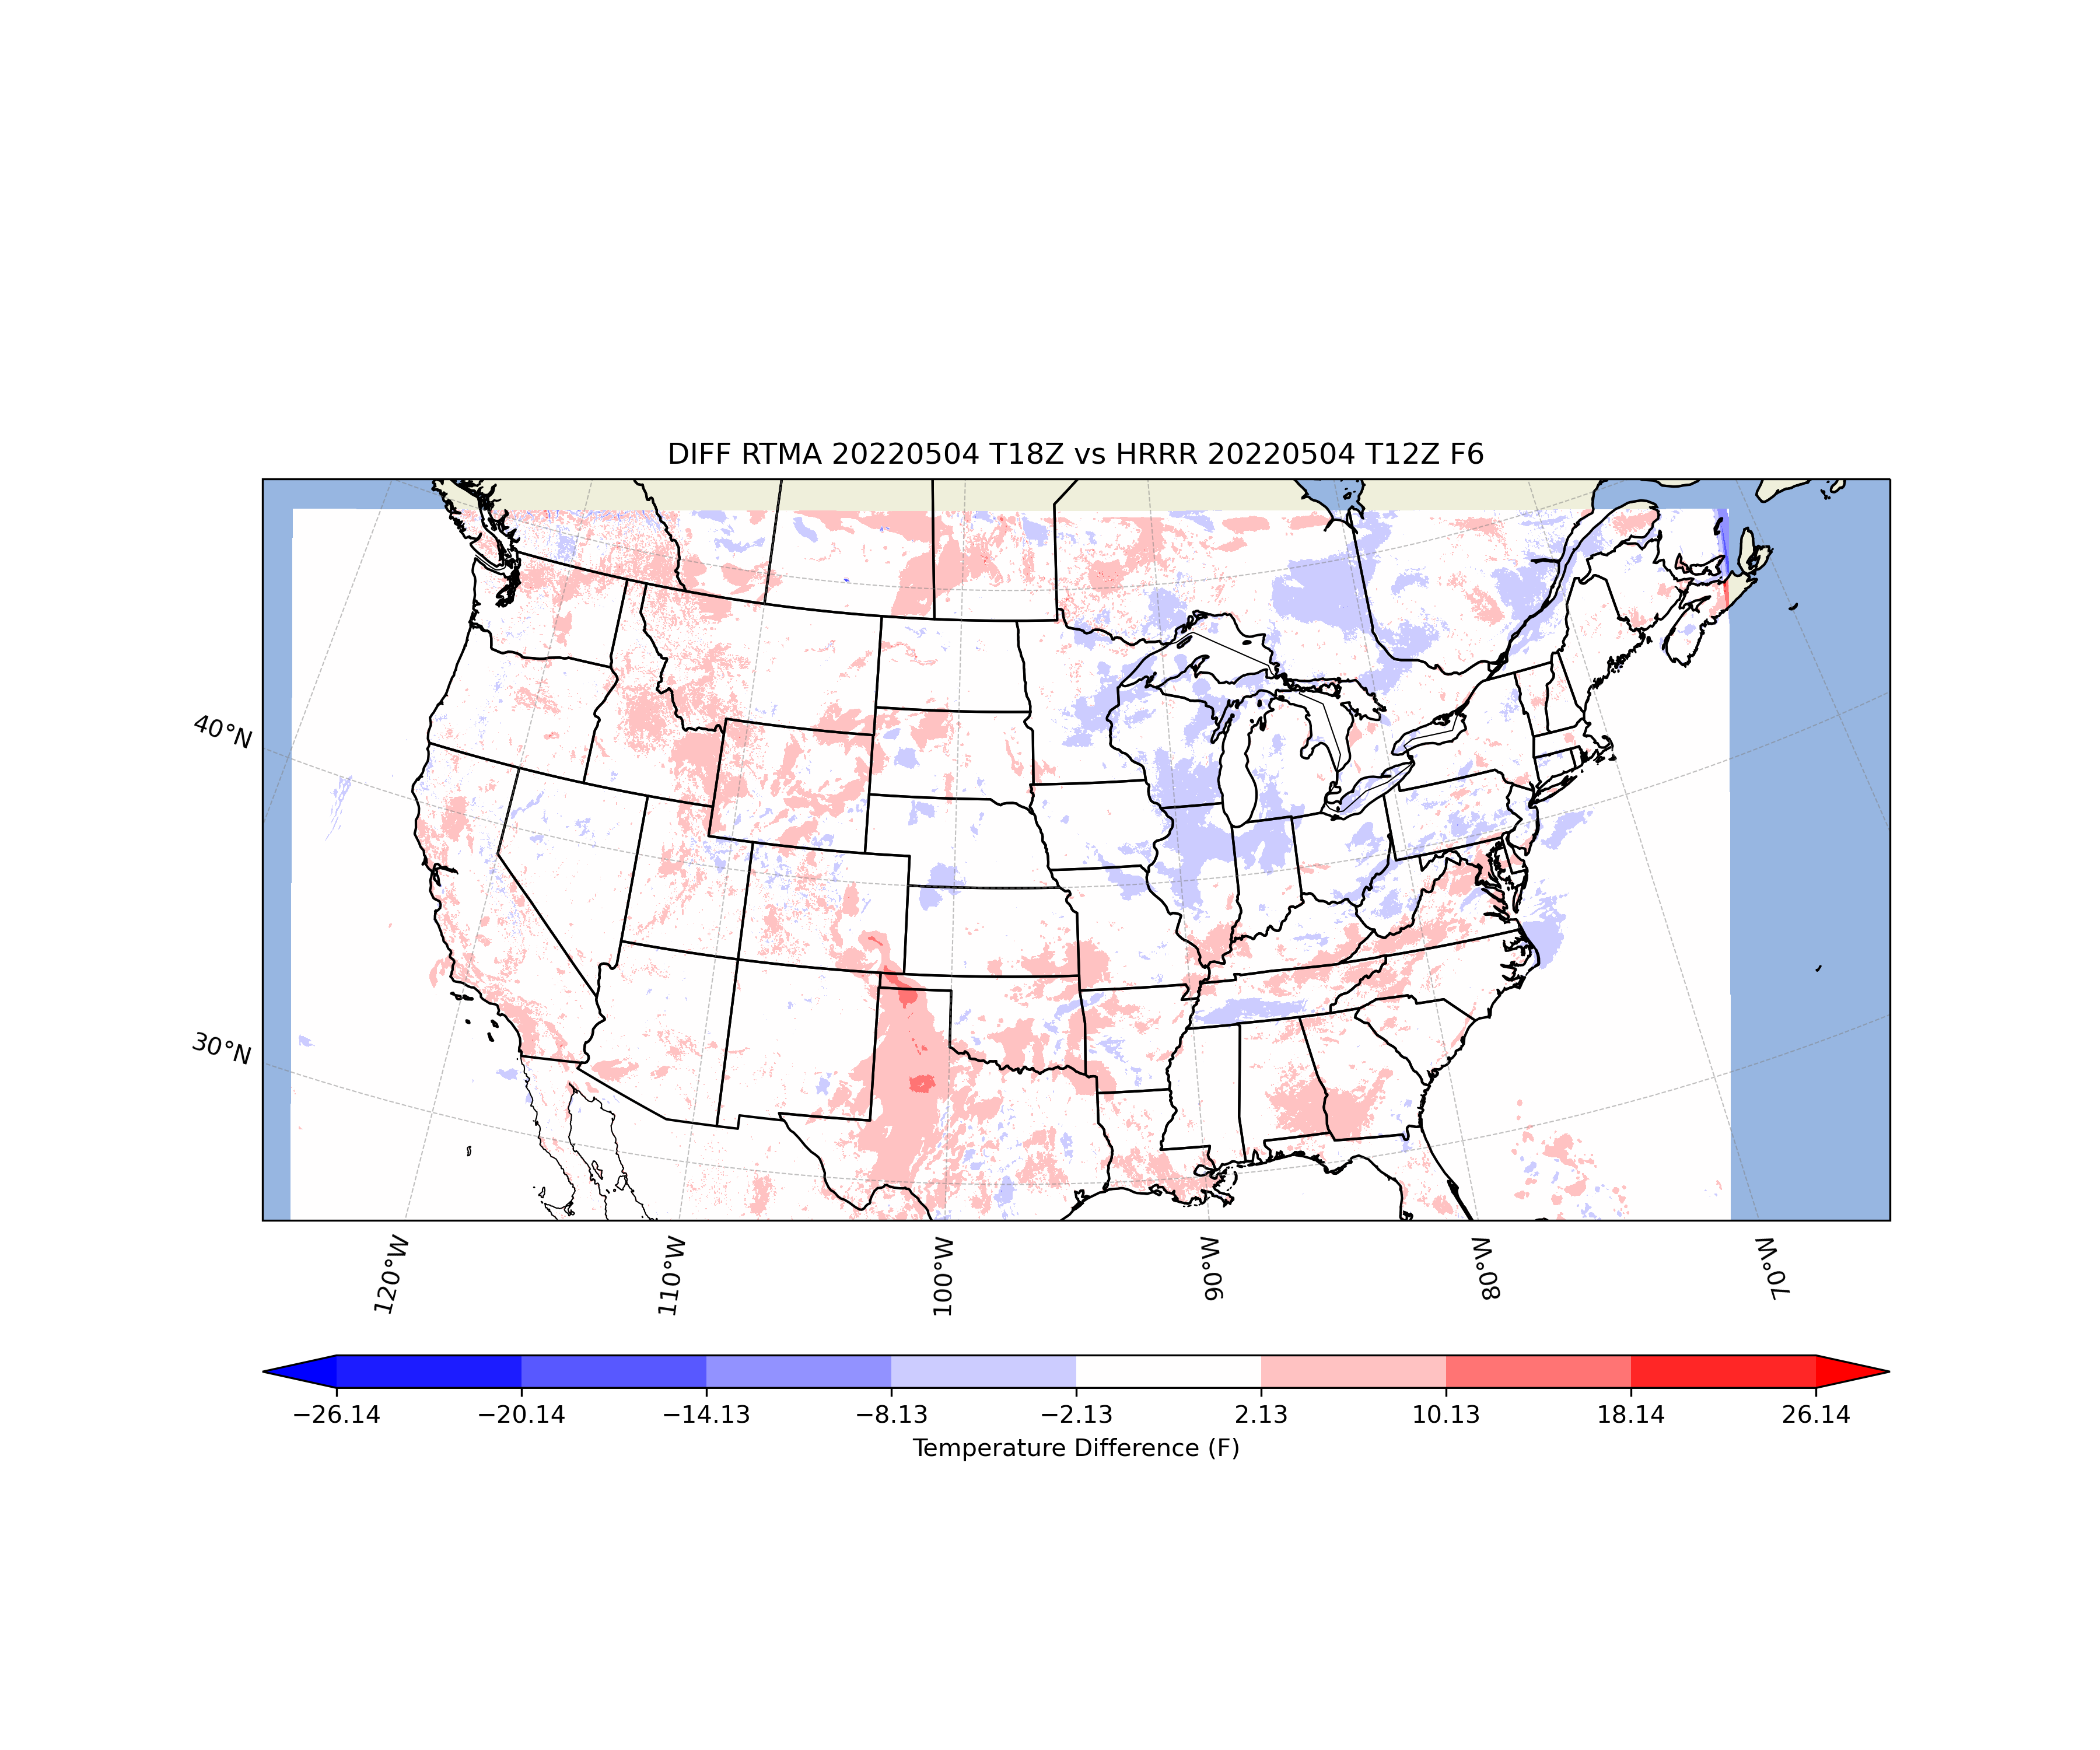 DIFF RTMA 20220504 T18Z vs HRRR 20220504 T12Z F6
40°N
30°N
120°W
110°W
100°W
90°W
80°W
70°W
−26.14
−20.14
−14.13
−8.13
−2.13
2.13
10.13
18.14
26.14
Temperature Difference (F)